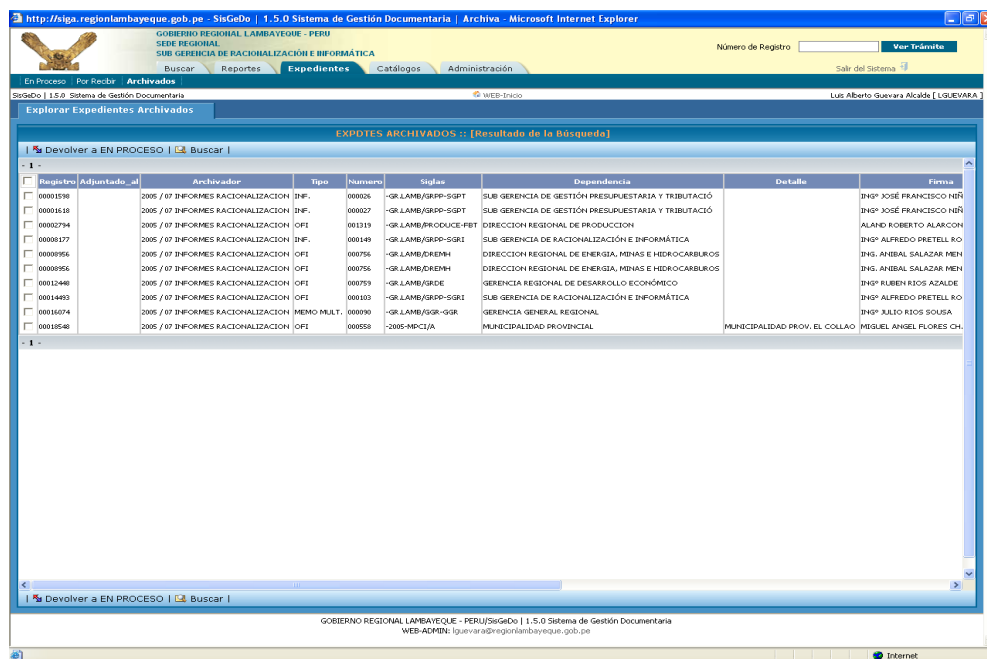 http://siga.regionlambayeque.gob.pe - SisGeDo | 1.5.0 Sistema de Gestión Documentaria | Archiva - Microsoft Internet Explorer
GOBIERNO REGIONAL LAMBAYEQUE - PERU
SEDE REGIONAL
SUB GERENCIA DE RACIONALIZACIÓN E INFORMÁTICA
Número de Registro Ver Trámite
Buscar Reportes Expedientes Catálogos Administración Salir del Sistema
En Proceso | Por Recibir | Archivados
SisGeDo | 1.5.0 Sistema de Gestión Documentaria WEB-Inicio Luis Alberto Guevara Alcalde [ LGUEVARA ]
Explorar Expedientes Archivados
EXPDTES ARCHIVADOS :: [Resultado de la Búsqueda]
| Devolver a EN PROCESO | Buscar |
- 1 -
Registro Adjuntado_al Archivador Tipo Numero Siglas Dependencia Detalle Firma
00001598 2005 / 07 INFORMES RACIONALIZACION INF. 000026 -GR.LAMB/GRPP-SGPT SUB GERENCIA DE GESTIÓN PRESUPUESTARIA Y TRIBUTACIÓ INGº JOSÉ FRANCISCO NIÑ
00001618 2005 / 07 INFORMES RACIONALIZACION INF. 000027 -GR.LAMB/GRPP-SGPT SUB GERENCIA DE GESTIÓN PRESUPUESTARIA Y TRIBUTACIÓ INGº JOSÉ FRANCISCO NIÑ
00002794 2005 / 07 INFORMES RACIONALIZACION OFI 001319 -GR.LAMB/PRODUCE-FBT DIRECCION REGIONAL DE PRODUCCION ALAND ROBERTO ALARCON
00008177 2005 / 07 INFORMES RACIONALIZACION INF. 000149 -GR.LAMB/GRPP-SGRI SUB GERENCIA DE RACIONALIZACIÓN E INFORMÁTICA INGº ALFREDO PRETELL RO
00008956 2005 / 07 INFORMES RACIONALIZACION OFI 000756 -GR.LAMB/DREMH DIRECCION REGIONAL DE ENERGIA, MINAS E HIDROCARBUROS ING. ANIBAL SALAZAR MEN
00008956 2005 / 07 INFORMES RACIONALIZACION OFI 000756 -GR.LAMB/DREMH DIRECCION REGIONAL DE ENERGIA, MINAS E HIDROCARBUROS ING. ANIBAL SALAZAR MEN
00012448 2005 / 07 INFORMES RACIONALIZACION OFI 000759 -GR.LAMB/GRDE GERENCIA REGIONAL DE DESARROLLO ECONÓMICO INGº RUBEN RIOS AZALDE
00014493 2005 / 07 INFORMES RACIONALIZACION OFI 000103 -GR.LAMB/GRPP-SGRI SUB GERENCIA DE RACIONALIZACIÓN E INFORMÁTICA INGº ALFREDO PRETELL RO
00016074 2005 / 07 INFORMES RACIONALIZACION MEMO MULT. 000090 -GR.LAMB/GGR-GGR GERENCIA GENERAL REGIONAL INGº JULIO RIOS SOUSA
00018548 2005 / 07 INFORMES RACIONALIZACION OFI 000558 -2005-MPCI/A MUNICIPALIDAD PROVINCIAL MUNICIPALIDAD PROV. EL COLLAO MIGUEL ANGEL FLORES CH.
- 1 -
| Devolver a EN PROCESO | Buscar |
GOBIERNO REGIONAL LAMBAYEQUE - PERU/SisGeDo | 1.5.0 Sistema de Gestión Documentaria
WEB-ADMIN: lguevara@regionlambayeque.gob.pe
Internet